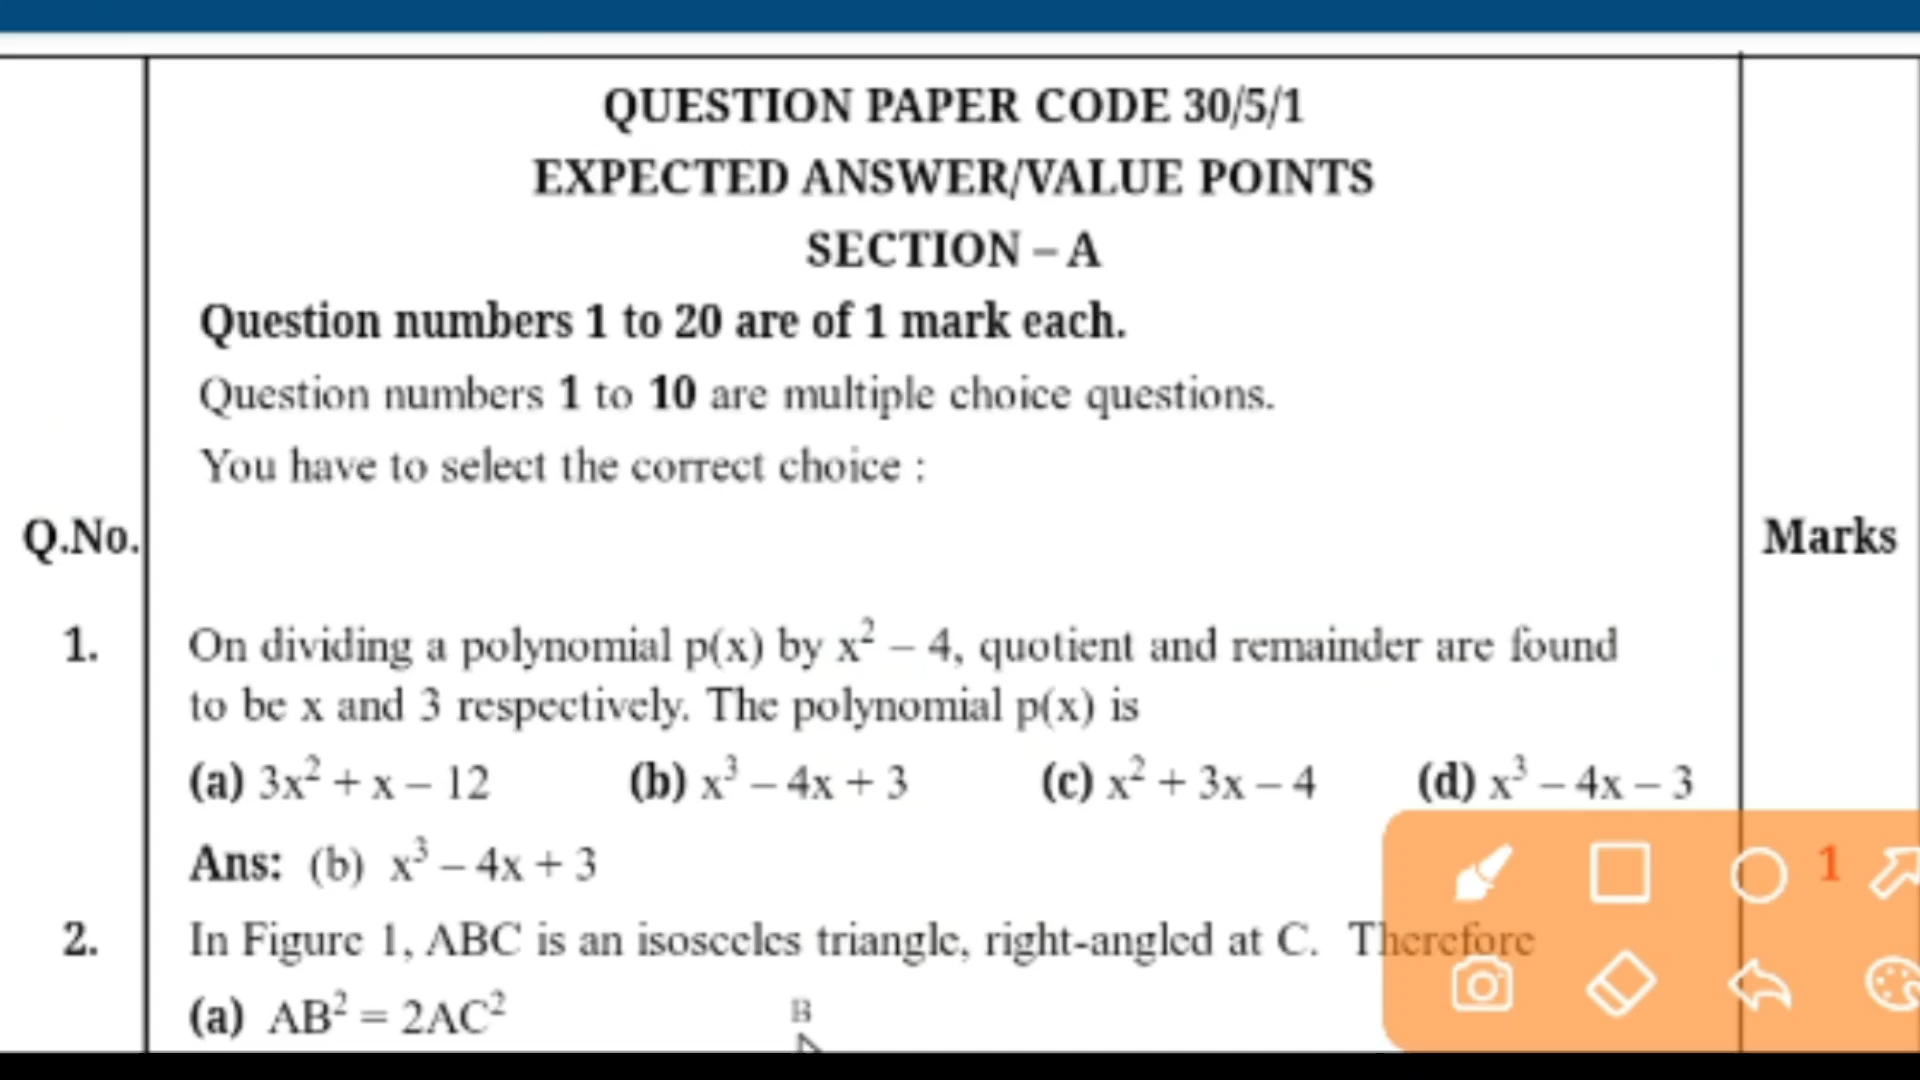 QUESTION PAPER CODE 30/5/1
EXPECTED ANSWER/VALUE POINTS
SECTION – A
Question numbers 1 to 20 are of 1 mark each.
Question numbers 1 to 10 are multiple choice questions.
You have to select the correct choice :
Q.No. Marks
1. On dividing a polynomial p(x) by x² – 4, quotient and remainder are found
to be x and 3 respectively. The polynomial p(x) is
(a) 3x² + x – 12 (b) x³ – 4x + 3 (c) x² + 3x – 4 (d) x³ – 4x – 3
Ans: (b) x³ – 4x + 3 1
2. In Figure 1, ABC is an isosceles triangle, right-angled at C. Therefore
(a) AB² = 2AC² B